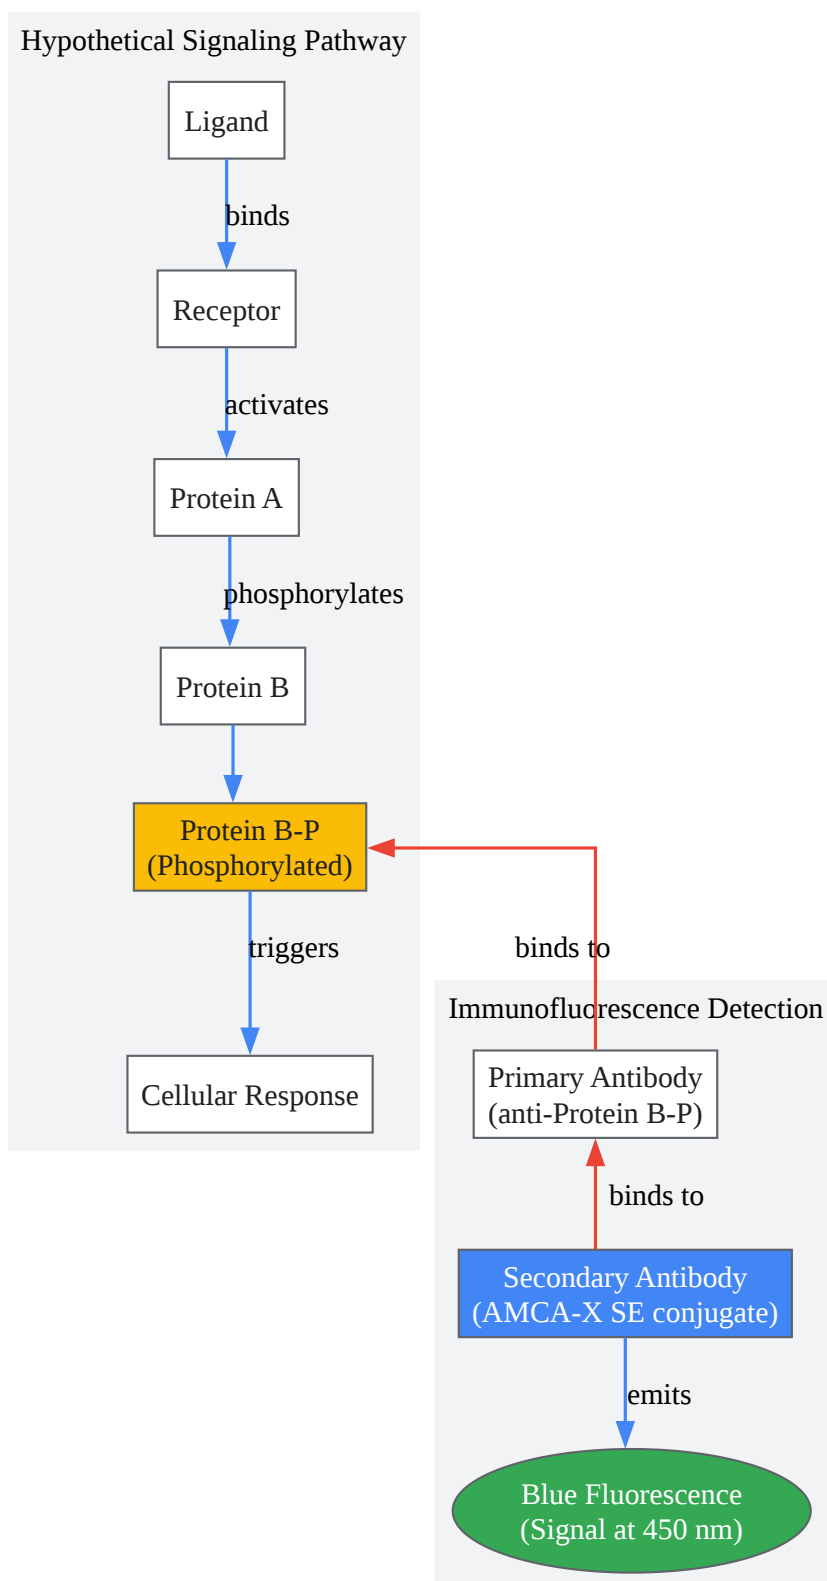 Hypothetical Signaling Pathway
Ligand
binds
Receptor
activates
Protein A
phosphorylates
Protein B
Protein B-P
(Phosphorylated)
triggers
Cellular Response
binds to
Immunofluorescence Detection
Primary Antibody
(anti-Protein B-P)
binds to
Secondary Antibody
(AMCA-X SE conjugate)
emits
Blue Fluorescence
(Signal at 450 nm)